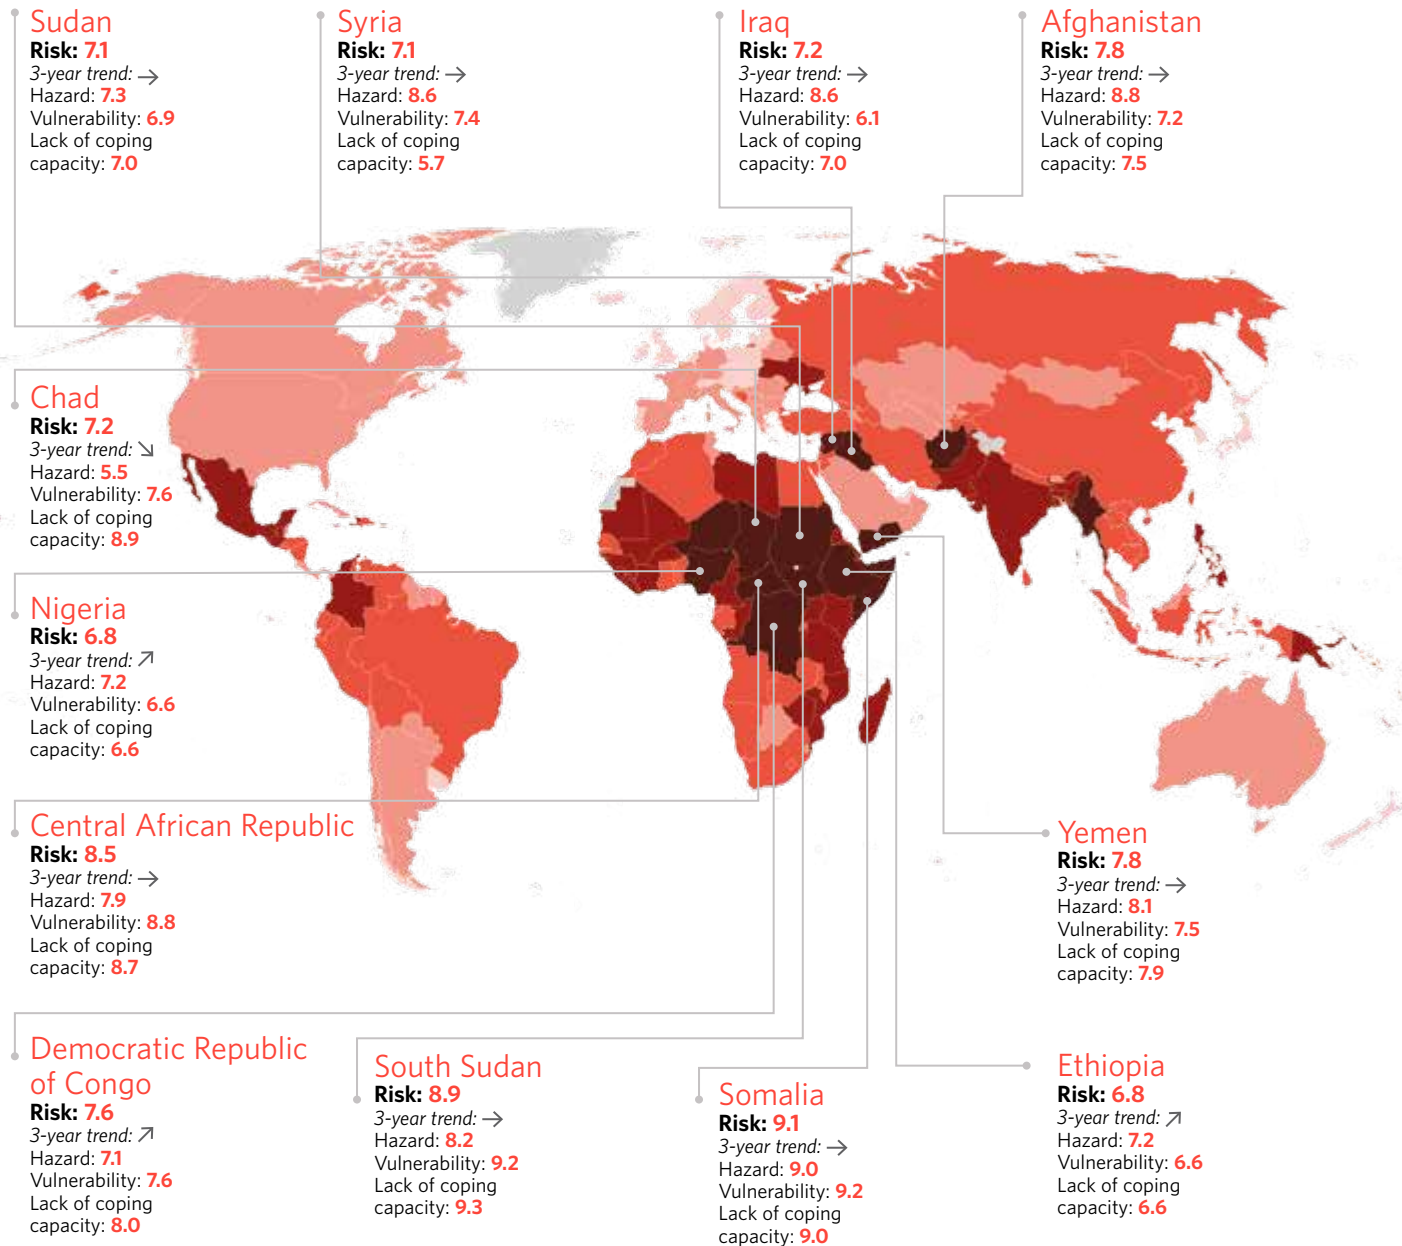 Sudan
Risk: 7.1
3-year trend: →
Hazard: 7.3
Vulnerability: 6.9
Lack of coping
capacity: 7.0
Syria
Risk: 7.1
3-year trend: →
Hazard: 8.6
Vulnerability: 7.4
Lack of coping
capacity: 5.7
Iraq
Risk: 7.2
3-year trend: →
Hazard: 8.6
Vulnerability: 6.1
Lack of coping
capacity: 7.0
Afghanistan
Risk: 7.8
3-year trend: →
Hazard: 8.8
Vulnerability: 7.2
Lack of coping
capacity: 7.5
Chad
Risk: 7.2
3-year trend: ↘
Hazard: 5.5
Vulnerability: 7.6
Lack of coping
capacity: 8.9
Nigeria
Risk: 6.8
3-year trend: ↗
Hazard: 7.2
Vulnerability: 6.6
Lack of coping
capacity: 6.6
Central African Republic
Risk: 8.5
3-year trend: →
Hazard: 7.9
Vulnerability: 8.8
Lack of coping
capacity: 8.7
Yemen
Risk: 7.8
3-year trend: →
Hazard: 8.1
Vulnerability: 7.5
Lack of coping
capacity: 7.9
Democratic Republic
of Congo
Risk: 7.6
3-year trend: ↗
Hazard: 7.1
Vulnerability: 7.6
Lack of coping
capacity: 8.0
South Sudan
Risk: 8.9
3-year trend: →
Hazard: 8.2
Vulnerability: 9.2
Lack of coping
capacity: 9.3
Somalia
Risk: 9.1
3-year trend: →
Hazard: 9.0
Vulnerability: 9.2
Lack of coping
capacity: 9.0
Ethiopia
Risk: 6.8
3-year trend: ↗
Hazard: 7.2
Vulnerability: 6.6
Lack of coping
capacity: 6.6